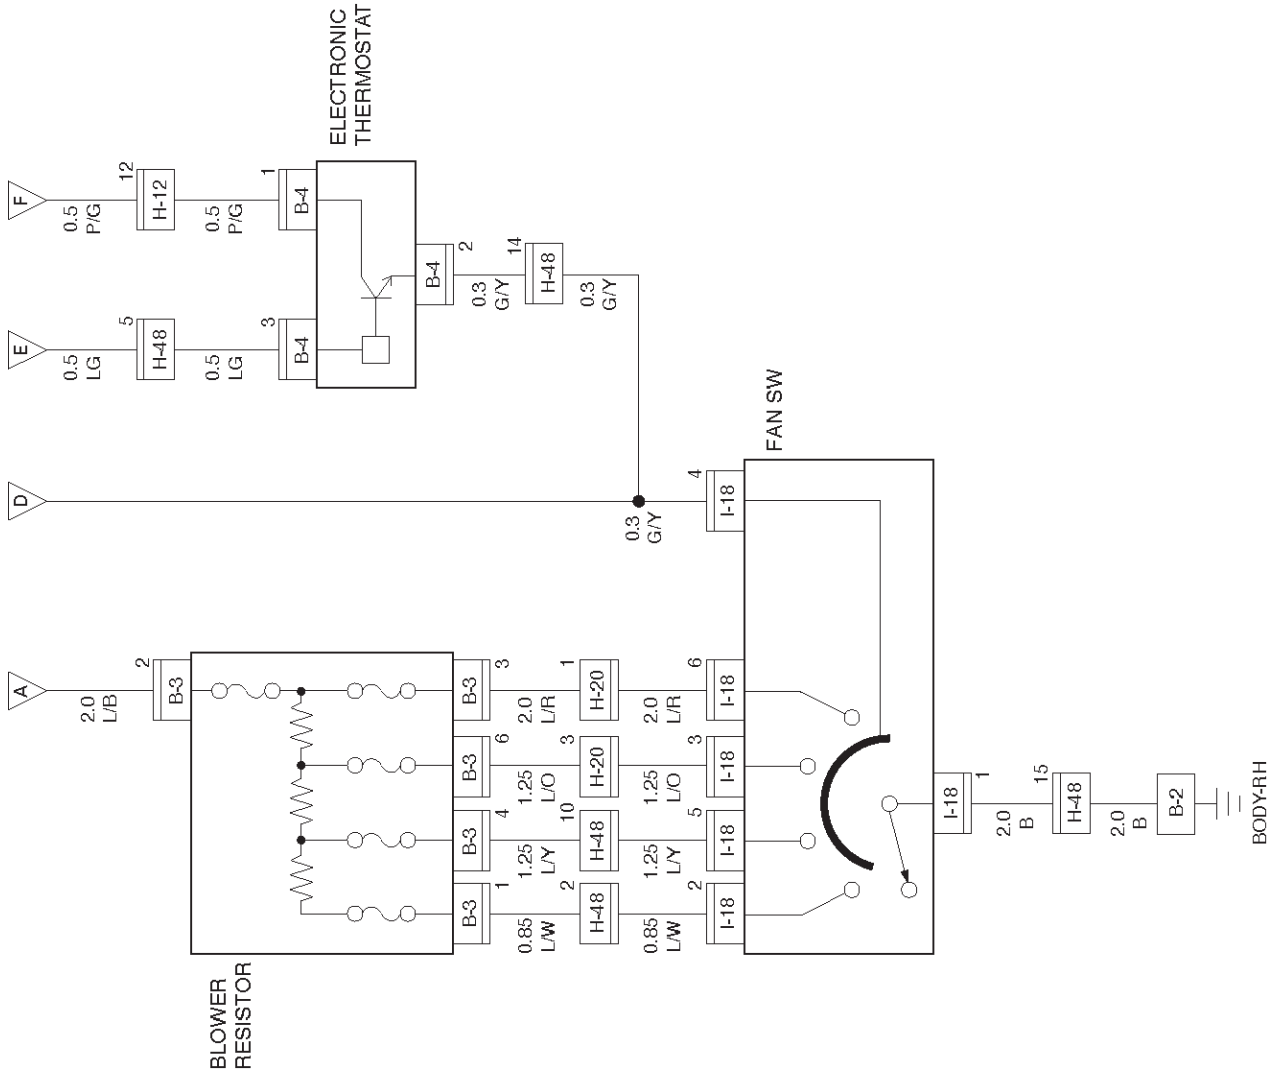 A
D
E
F
2.0
L/B
0.5
LG
0.5
P/G
2
5
12
B-3
H-48
H-12
0.5
LG
0.5
P/G
3
1
B-4
B-4
ELECTRONIC
THERMOSTAT
B-4
2
0.3
G/Y
14
H-48
0.3
G/Y
BLOWER
RESISTOR
B-3
1
B-3
4
B-3
6
B-3
3
0.85
L/W
1.25
L/Y
1.25
L/O
2.0
L/R
2
10
3
1
H-48
H-48
H-20
H-20
0.85
L/W
1.25
L/Y
1.25
L/O
2.0
L/R
0.3
G/Y
2
5
3
6
4
I-18
I-18
I-18
I-18
I-18
FAN SW
I-18
1
2.0
B
15
H-48
2.0
B
B-2
BODY-RH